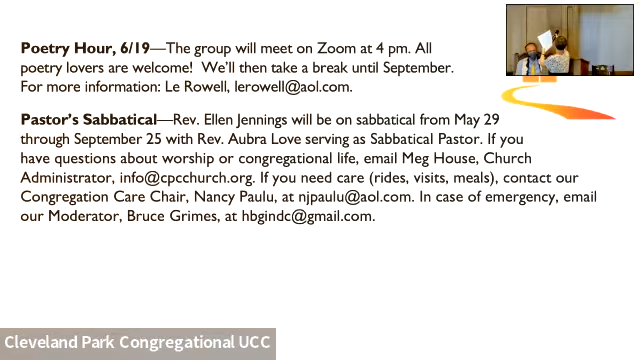 Poetry Hour, 6/19—The group will meet on Zoom at 4 pm. All
poetry lovers are welcome!  We'll then take a break until September.
For more information: Le Rowell, lerowell@aol.com.
Pastor's Sabbatical—Rev. Ellen Jennings will be on sabbatical from May 29
through September 25 with Rev. Aubra Love serving as Sabbatical Pastor. If you
have questions about worship or congregational life, email Meg House, Church
Administrator, info@cpcchurch.org. If you need care (rides, visits, meals), contact our
Congregation Care Chair, Nancy Paulu, at njpaulu@aol.com. In case of emergency, email
our Moderator, Bruce Grimes, at hbgindc@gmail.com.
Cleveland Park Congregational UCC